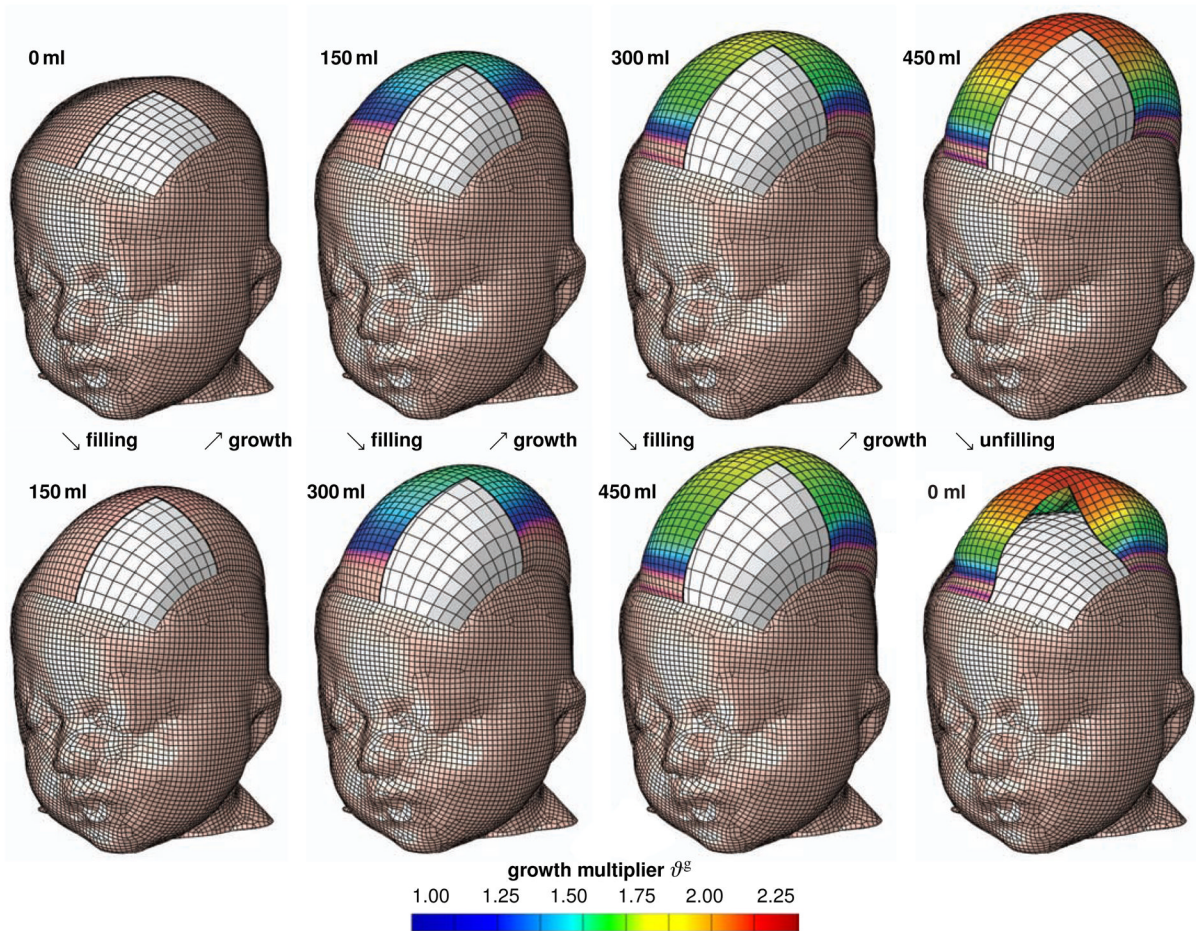 0 ml
150 ml
300 ml
450 ml
↘ filling ↗ growth ↘ filling ↗ growth ↘ filling ↗ growth ↘ unfilling
150 ml
300 ml
450 ml
0 ml
growth multiplier ϑᵍ
1.00 1.25 1.50 1.75 2.00 2.25